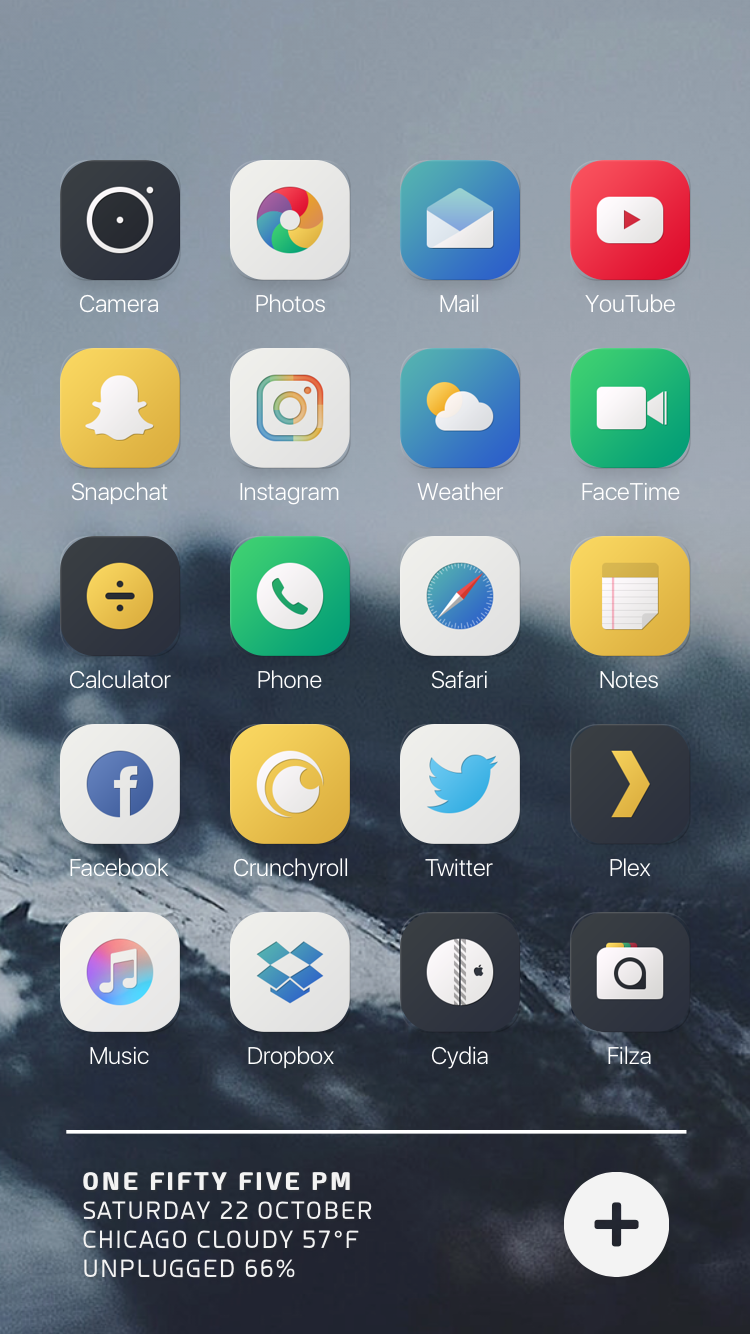 Camera Photos Mail YouTube
Snapchat Instagram Weather FaceTime
Calculator Phone Safari Notes
Facebook Crunchyroll Twitter Plex
Music Dropbox Cydia Filza
ONE FIFTY FIVE PM
SATURDAY 22 OCTOBER
CHICAGO CLOUDY 57°F
UNPLUGGED 66%